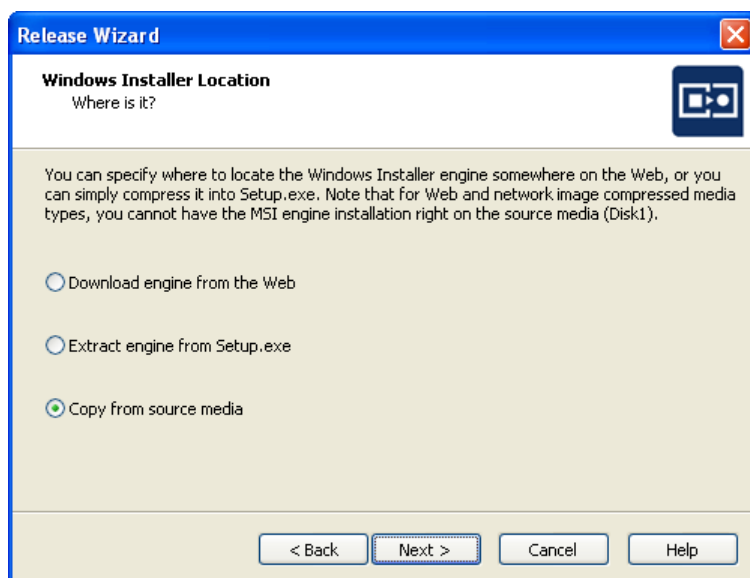 Release Wizard
Windows Installer Location
Where is it?
You can specify where to locate the Windows Installer engine somewhere on the Web, or you
can simply compress it into Setup.exe. Note that for Web and network image compressed media
types, you cannot have the MSI engine installation right on the source media (Disk1).
Download engine from the Web
Extract engine from Setup.exe
Copy from source media
< Back Next > Cancel Help